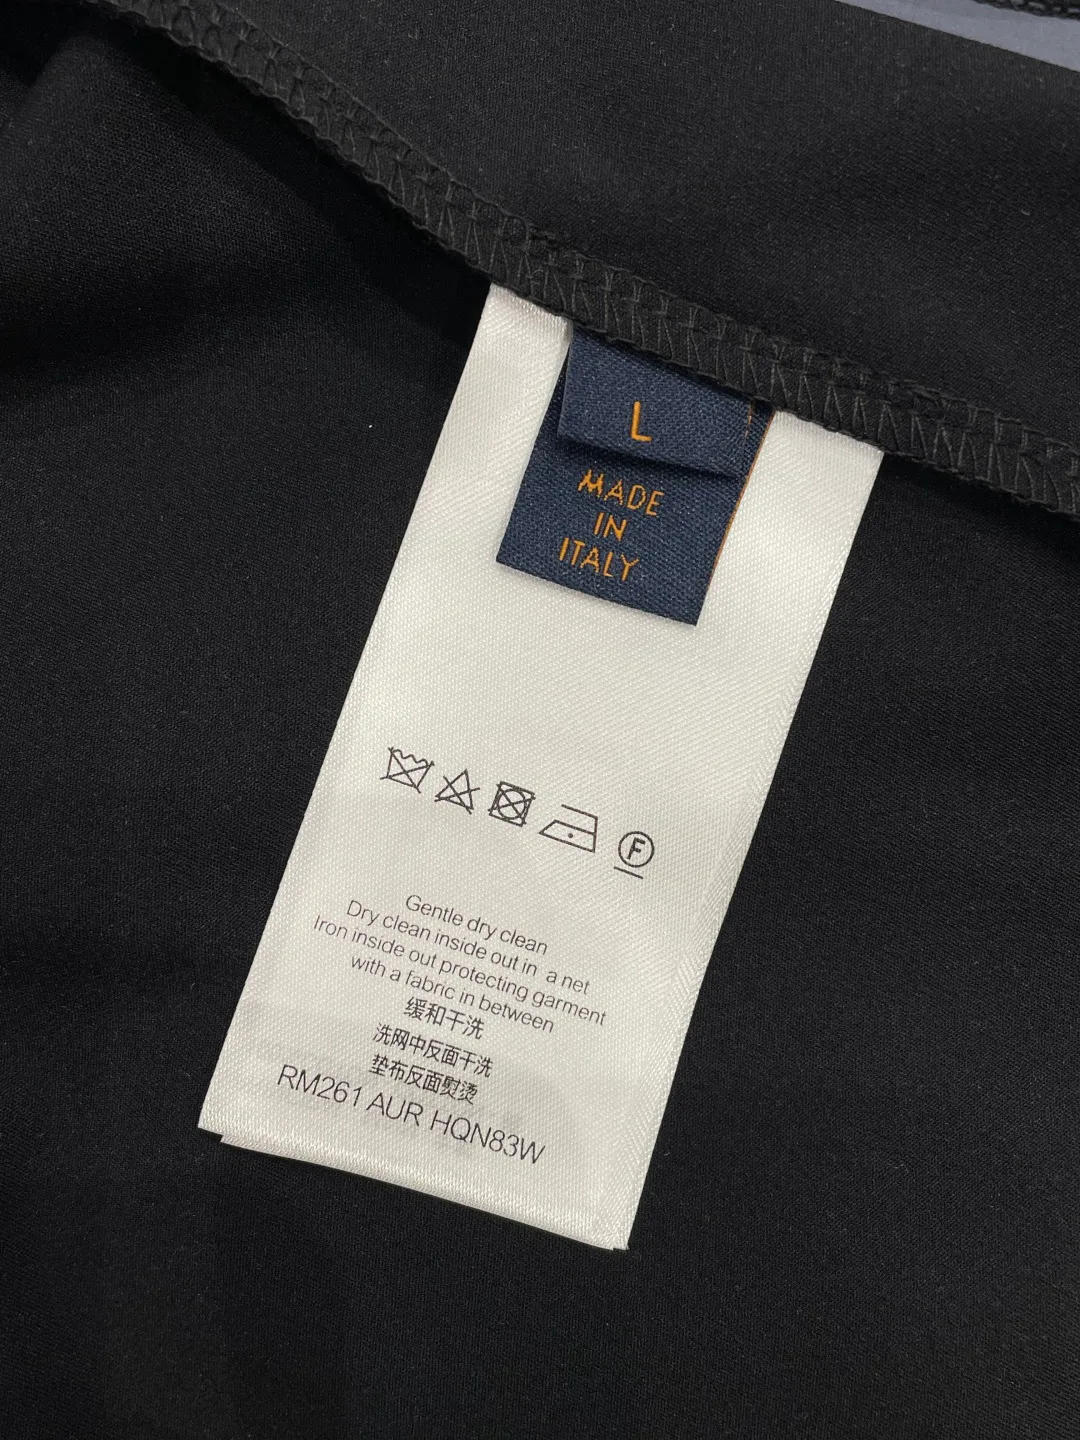 L
MADE
IN
ITALY
F
Gentle dry clean
Dry clean inside out in a net
Iron inside out protecting garment
with a fabric in between
缓和干洗
洗网中反面干洗
垫布反面熨烫
RM261 AUR HQN83W